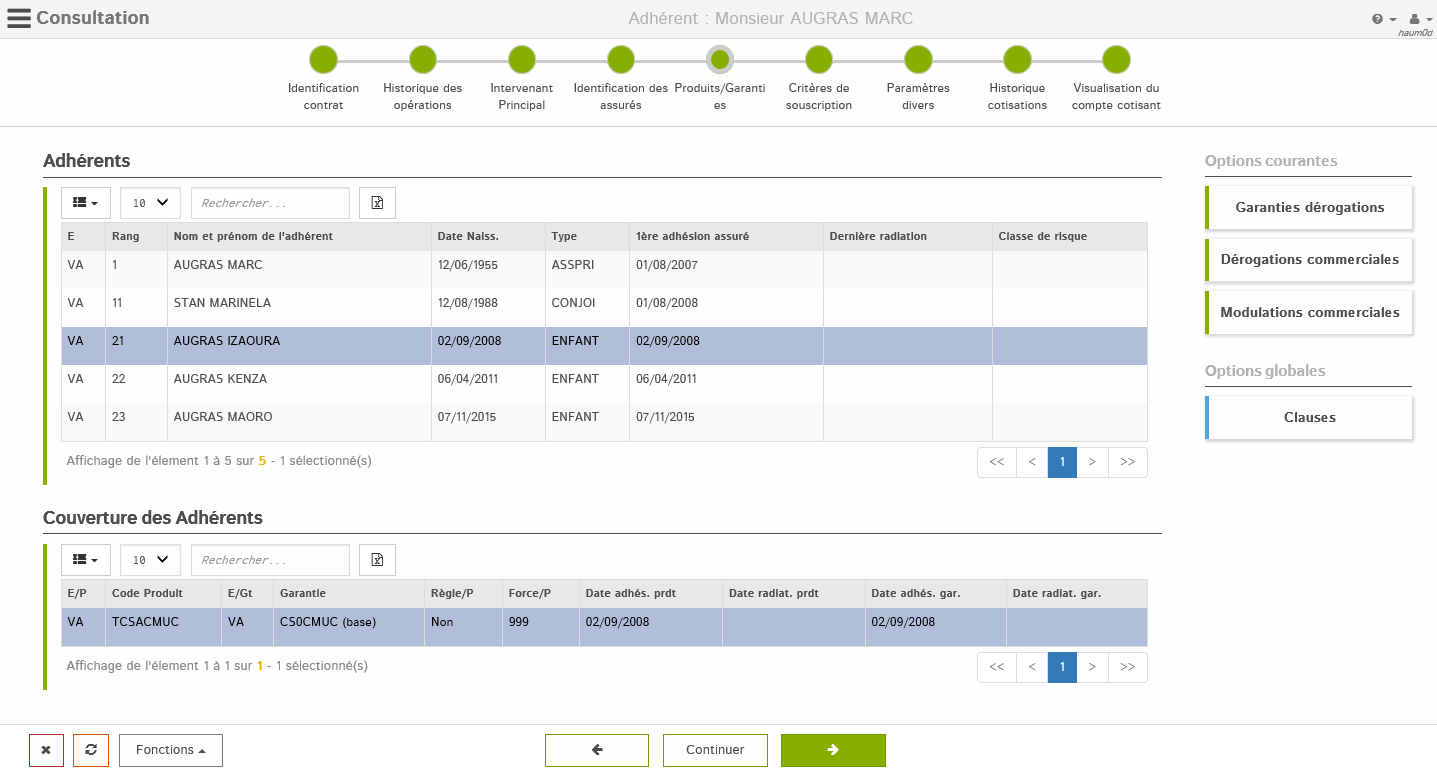 Consultation
Adhérent : Monsieur AUGRAS MARC
haum0d
Identification contrat
Historique des opérations
Intervenant Principal
Identification des assurés
Produits/Garanti
es
Critères de souscription
Paramètres divers
Historique cotisations
Visualisation du compte cotisant
Adhérents
10 Rechercher...
E Rang Nom et prénom de l'adhérent Date Naiss. Type 1ère adhésion assuré Dernière radiation Classe de risque
VA 1 AUGRAS MARC 12/06/1955 ASSPRI 01/08/2007
VA 11 STAN MARINELA 12/08/1988 CONJOI 01/08/2008
VA 21 AUGRAS IZAOURA 02/09/2008 ENFANT 02/09/2008
VA 22 AUGRAS KENZA 06/04/2011 ENFANT 06/04/2011
VA 23 AUGRAS MAORO 07/11/2015 ENFANT 07/11/2015
Affichage de l'élement 1 à 5 sur 5 - 1 sélectionné(s)
<< < 1 > >>
Couverture des Adhérents
10 Rechercher...
E/P Code Produit E/Gt Garantie Règle/P Force/P Date adhés. prdt Date radiat. prdt Date adhés. gar. Date radiat. gar.
VA TCSACMUC VA CS0CMUC (base) Non 999 02/09/2008 02/09/2008
Affichage de l'élement 1 à 1 sur 1 - 1 sélectionné(s)
<< < 1 > >>
Options courantes
Garanties dérogations
Dérogations commerciales
Modulations commerciales
Options globales
Clauses
Fonctions
Continuer